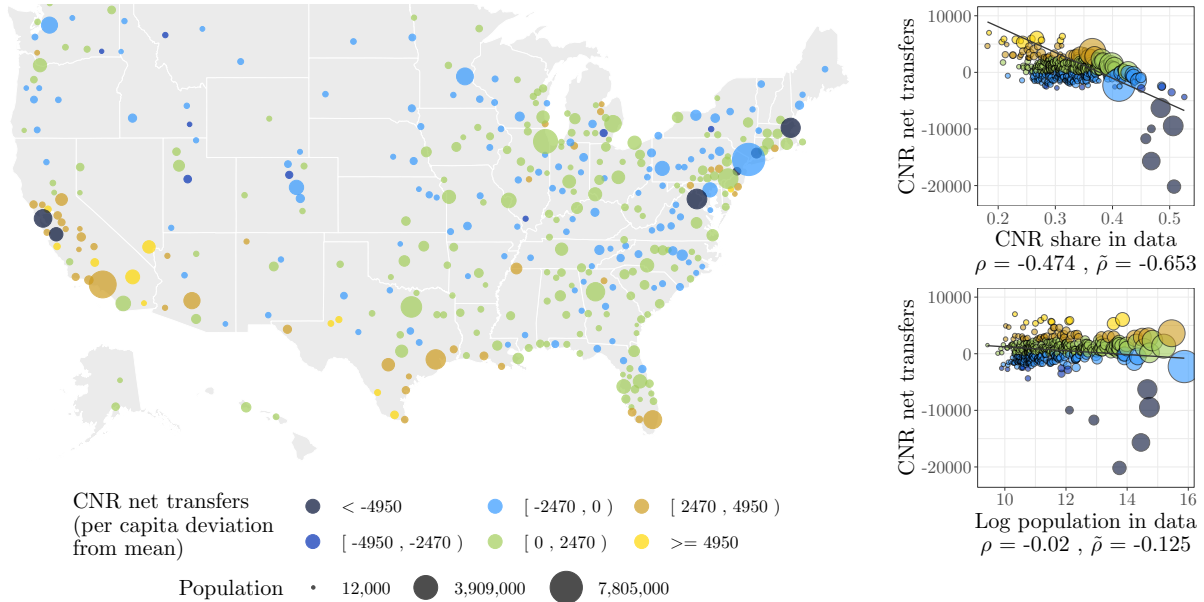 CNR net transfers
(per capita deviation
from mean)
< -4950
[ -4950 , -2470 )
[ -2470 , 0 )
[ 0 , 2470 )
[ 2470 , 4950 )
>= 4950
Population
12,000
3,909,000
7,805,000
CNR net transfers
10000
0
-10000
-20000
0.2
0.3
0.4
0.5
CNR share in data
ρ = -0.474 , ρ̃ = -0.653
CNR net transfers
10000
0
-10000
-20000
10
12
14
16
Log population in data
ρ = -0.02 , ρ̃ = -0.125